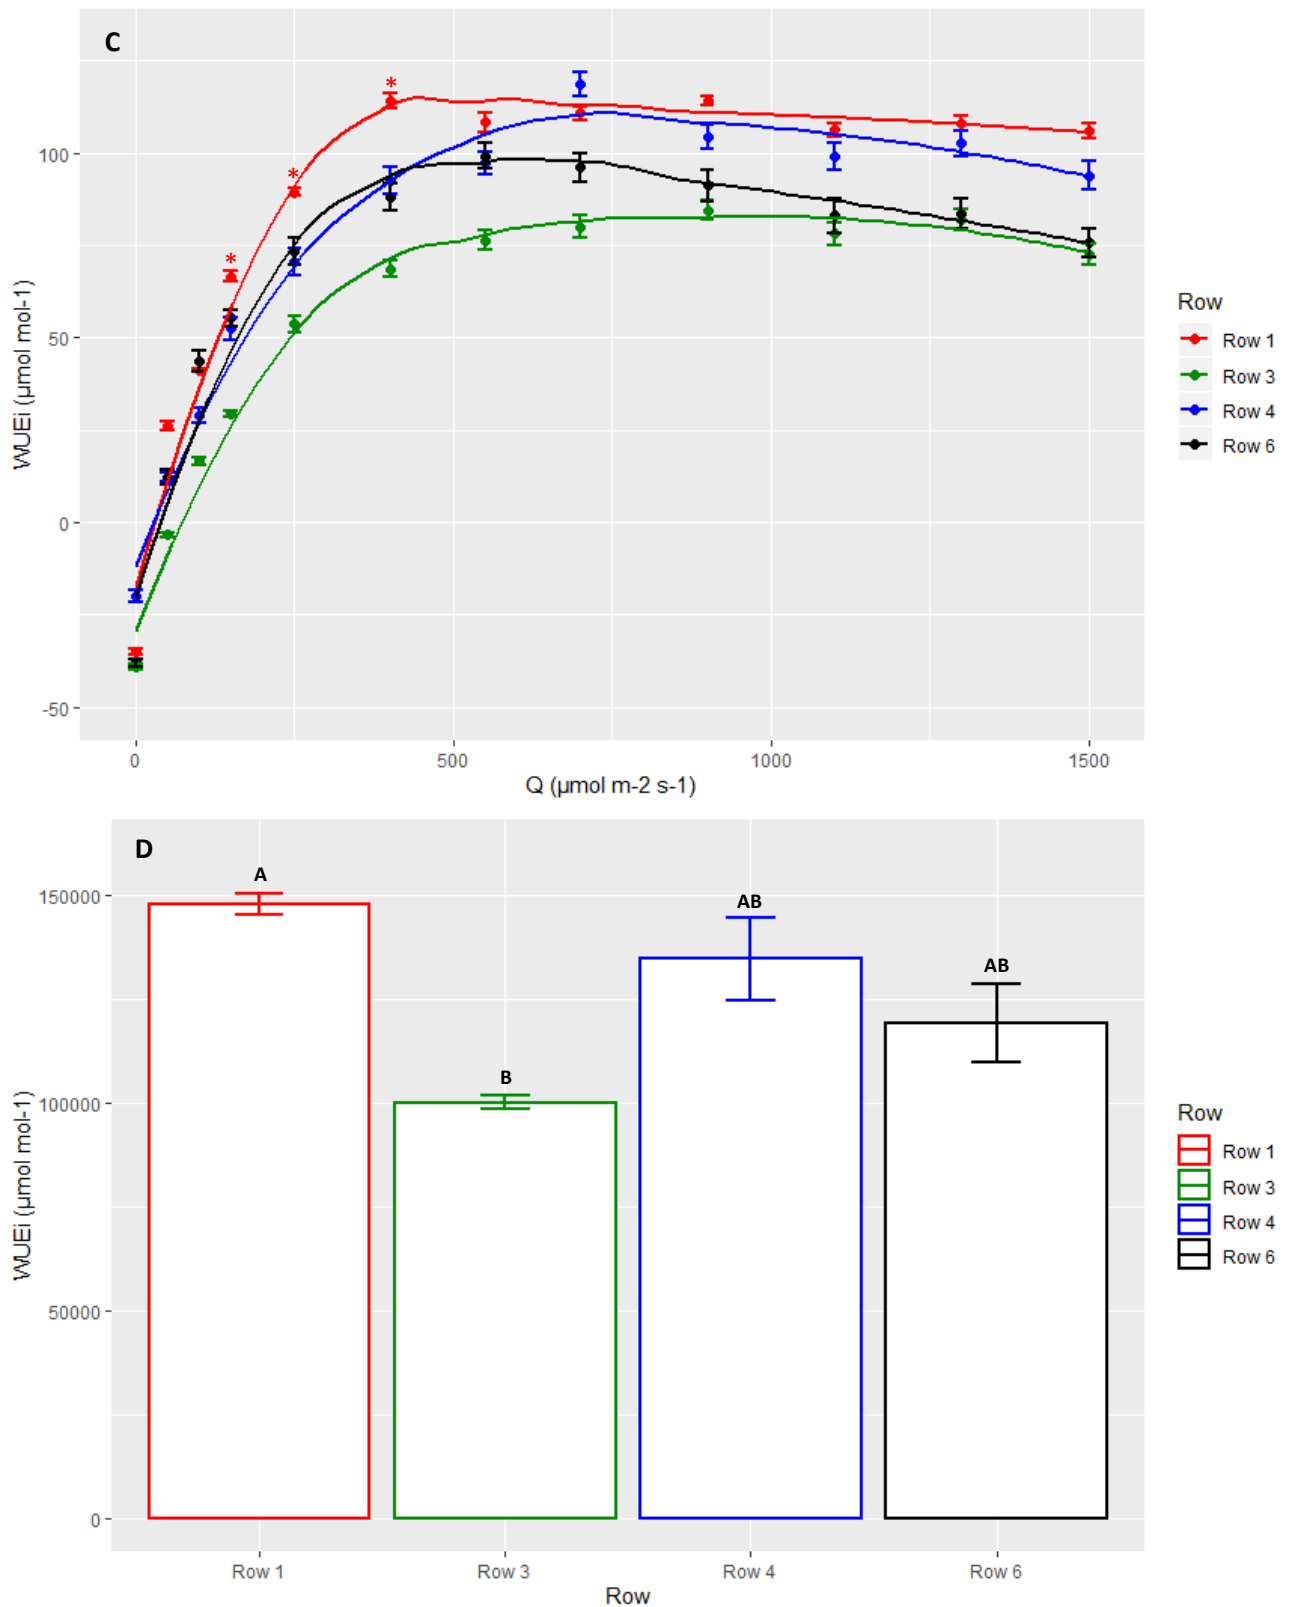 C
*
*
*
100
50
0
-50
WUEi (µmol mol-1)
0 500 1000 1500
Q (µmol m-2 s-1)
Row
Row 1
Row 3
Row 4
Row 6
D
A
B
AB
AB
150000
100000
50000
0
WUEi (µmol mol-1)
Row 1 Row 3 Row 4 Row 6
Row
Row
Row 1
Row 3
Row 4
Row 6